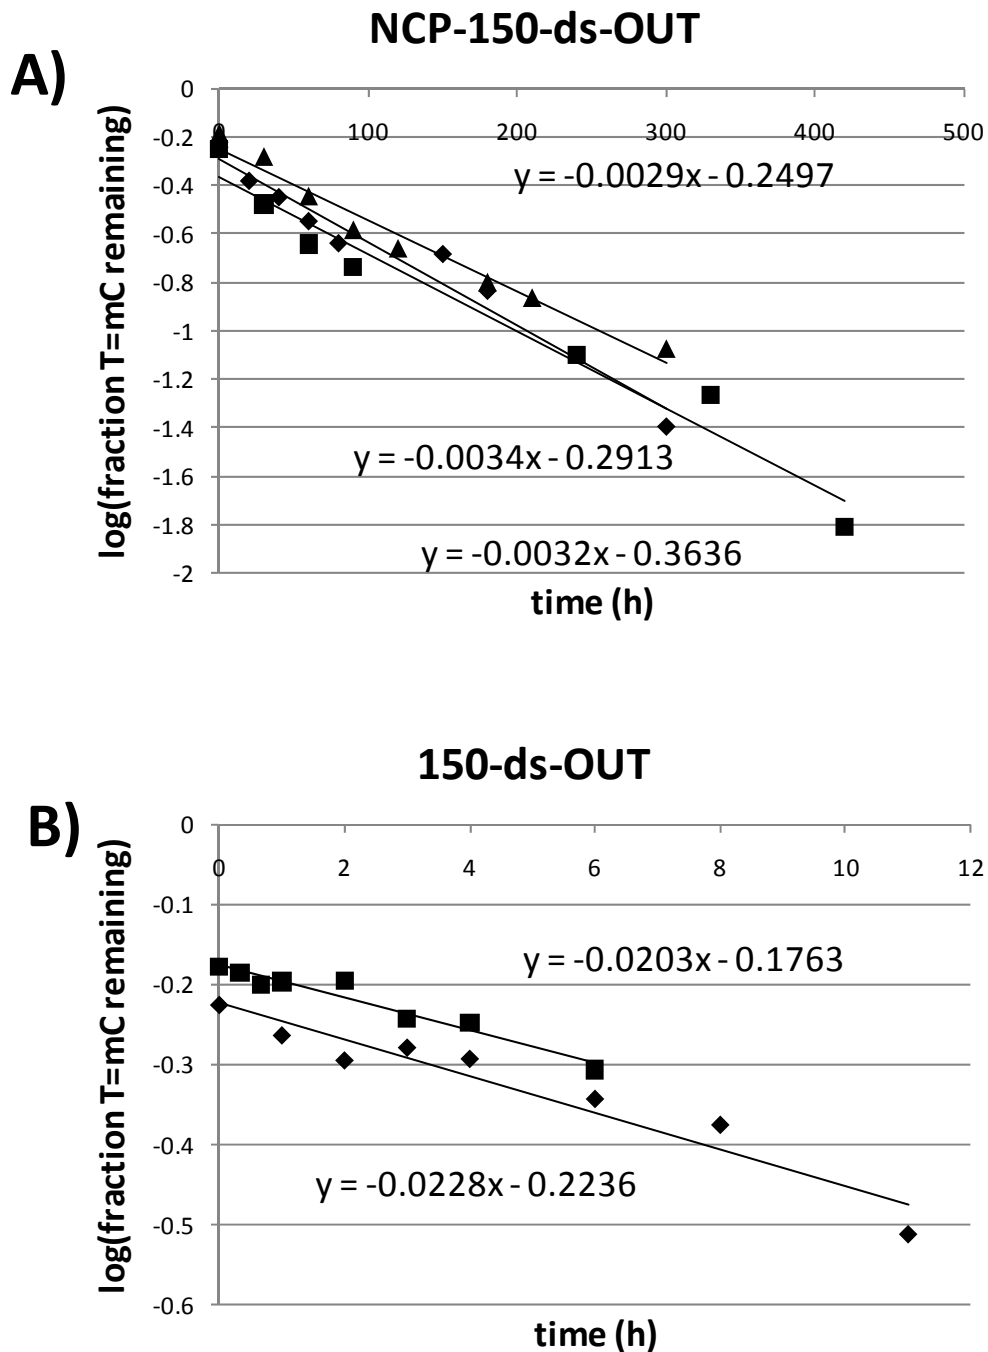 NCP-150-ds-OUT
A)
log(fraction T=mC remaining)
0
-0.2
-0.4
-0.6
-0.8
-1
-1.2
-1.4
-1.6
-1.8
-2
0 100 200 300 400 500
y = -0.0029x - 0.2497
y = -0.0034x - 0.2913
y = -0.0032x - 0.3636
time (h)
150-ds-OUT
B)
log(fraction T=mC remaining)
0
-0.1
-0.2
-0.3
-0.4
-0.5
-0.6
0 2 4 6 8 10 12
y = -0.0203x - 0.1763
y = -0.0228x - 0.2236
time (h)